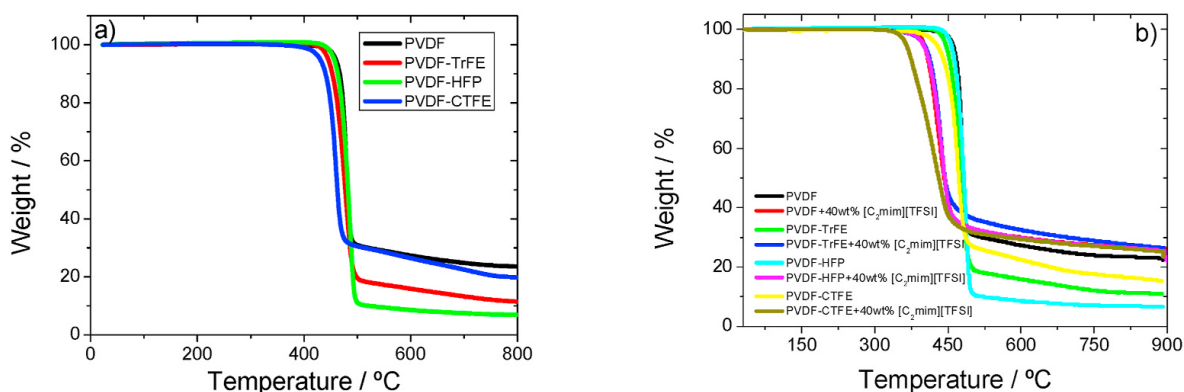 a)
100
80
60
40
20
0
Weight / %
PVDF
PVDF-TrFE
PVDF-HFP
PVDF-CTFE
0 200 400 600 800
Temperature / ºC
b)
100
80
60
40
20
0
Weight / %
PVDF
PVDF+40wt% [C₂mim][TFSI]
PVDF-TrFE
PVDF-TrFE+40wt% [C₂mim][TFSI]
PVDF-HFP
PVDF-HFP+40wt% [C₂mim][TFSI]
PVDF-CTFE
PVDF-CTFE+40wt% [C₂mim][TFSI]
150 300 450 600 750 900
Temperature / ºC